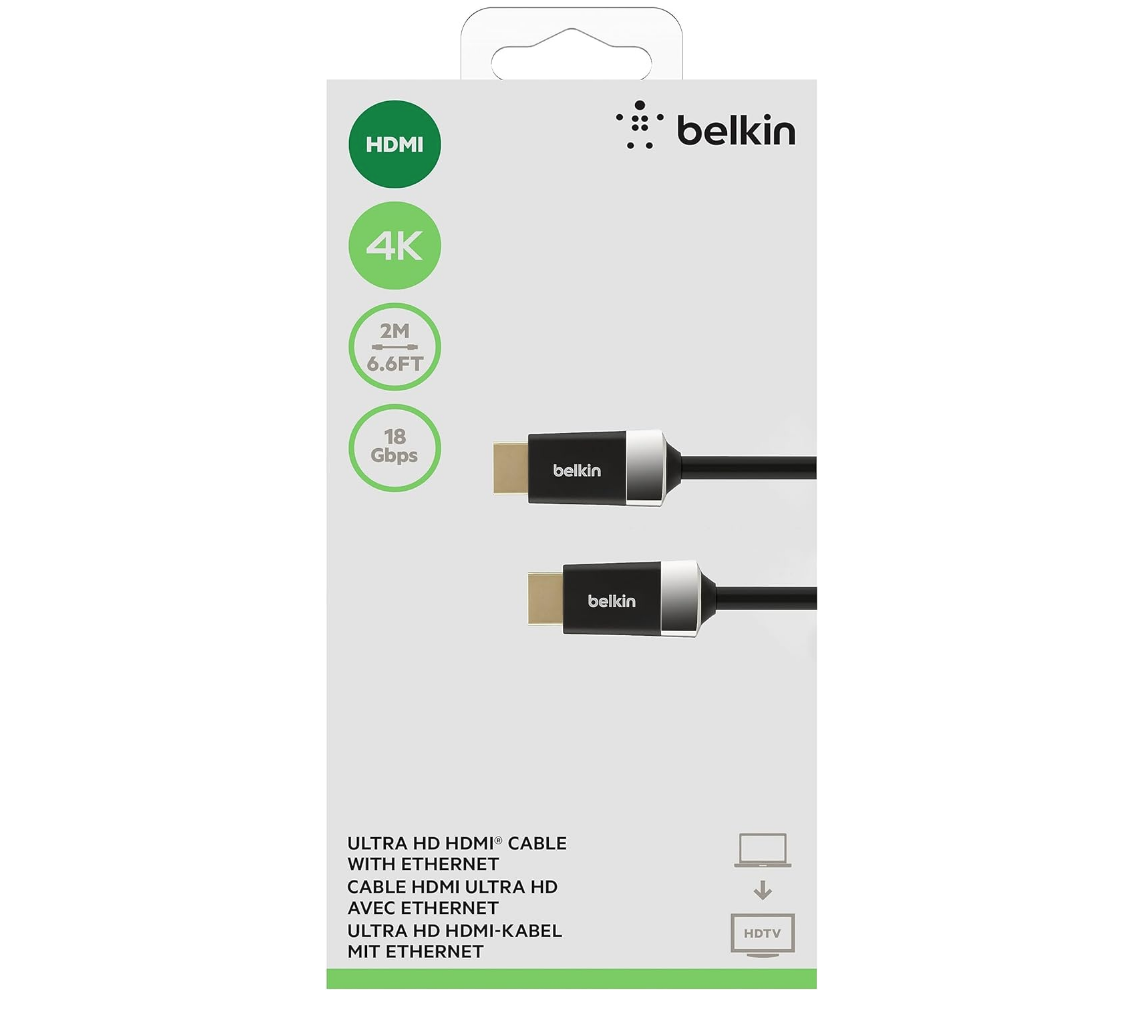 HDMI
belkin
4K
2M
6.6FT
18
Gbps
belkin
belkin
ULTRA HD HDMI® CABLE
WITH ETHERNET
CABLE HDMI ULTRA HD
AVEC ETHERNET
ULTRA HD HDMI-KABEL
MIT ETHERNET
HDTV